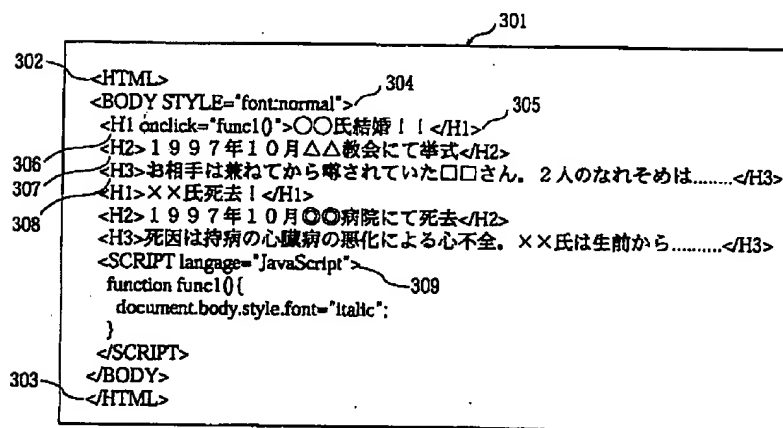 301
302 <HTML>
<BODY STYLE="font:normal"> 304
<H1 onclick="func1()">〇〇氏結婚!!</H1> 305
306 <H2>1997年10月△△教会にて挙式</H2>
307 <H3>お相手は兼ねてから噂されていた□□さん。2人のなれそめは........</H3>
308 <H1>××氏死去!</H1>
<H2>1997年10月◎◎病院にて死去</H2>
<H3>死因は持病の心臓病の悪化による心不全。××氏は生前から..........</H3>
<SCRIPT langage="JavaScript"> 309
function func1(){
document.body.style.font="italic";
}
</SCRIPT>
</BODY>
303 </HTML>